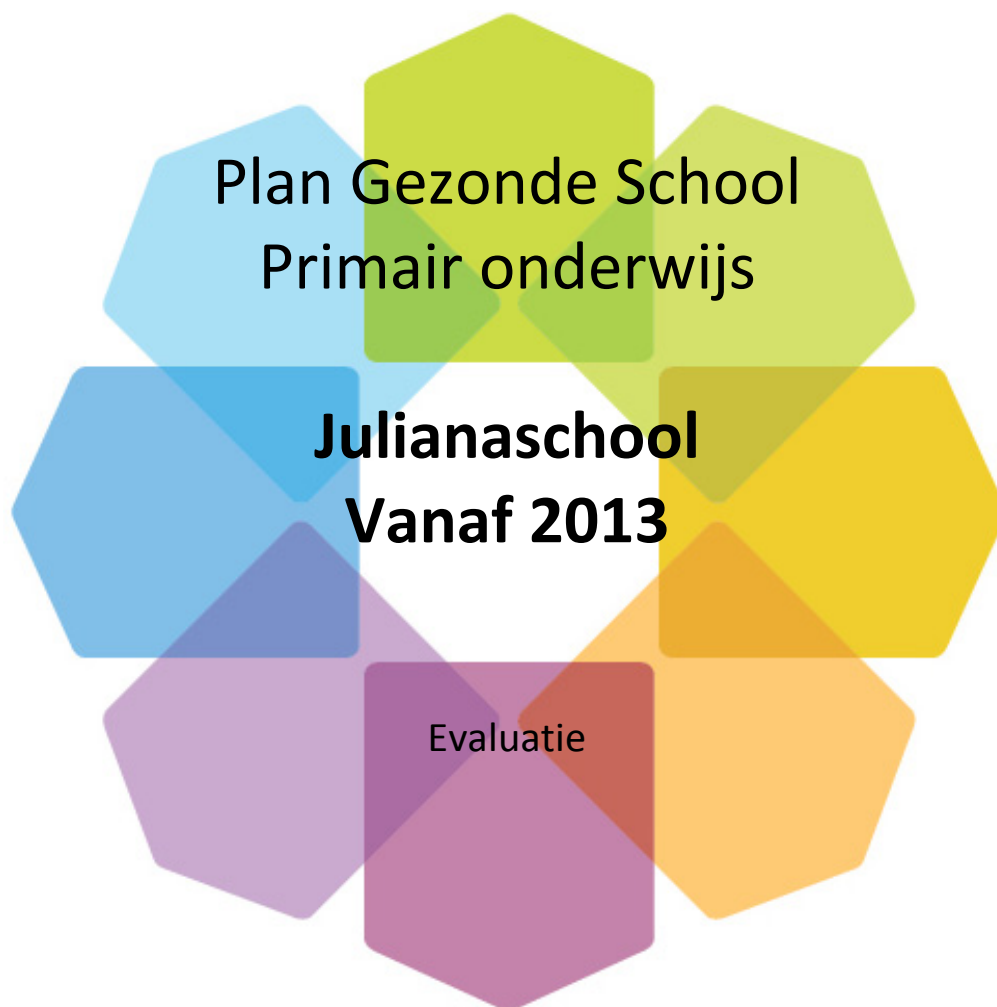 Plan Gezonde School
Primair onderwijs
Julianaschool
Vanaf 2013
Evaluatie